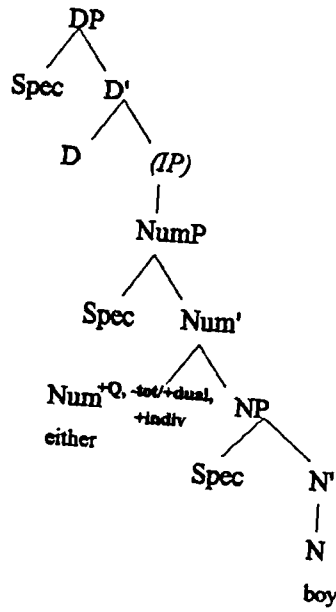 DP
Spec D'
D (IP)
NumP
Spec Num'
Num+Q, -tot/+dual, NP
+indiv
either
Spec N'
N
boy